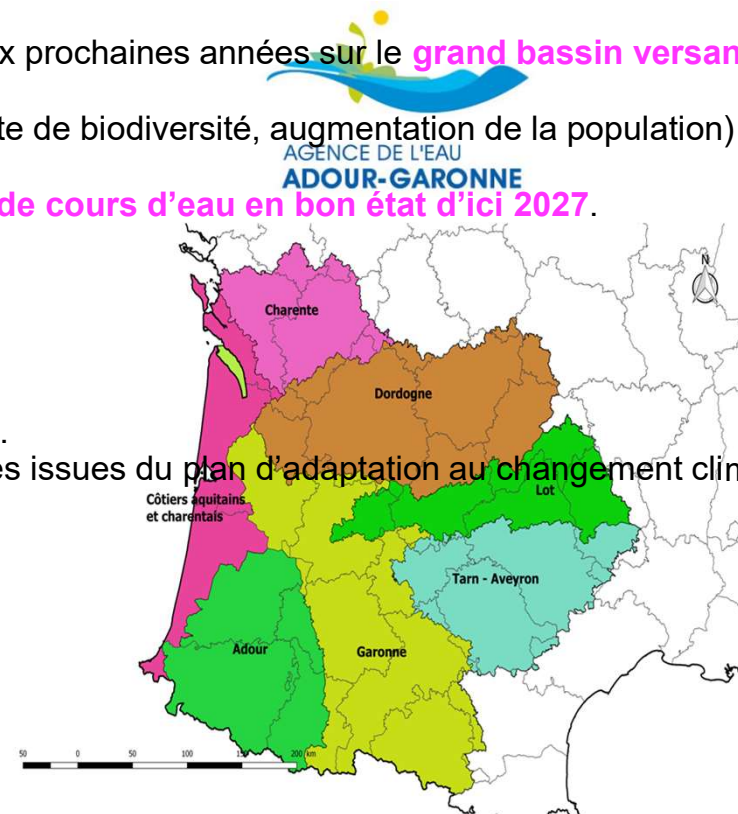 x prochaines années sur le grand bassin versan
te de biodiversité, augmentation de la population)
AGENCE DE L'EAU
ADOUR-GARONNE
de cours d'eau en bon état d'ici 2027.
N
Charente
Dordogne
.
es issues du plan d'adaptation au changement clim
Lot
Côtiers aquitains
et charentais
Tarn - Aveyron
Adour
Garonne
50 0 50 100 150 200 km